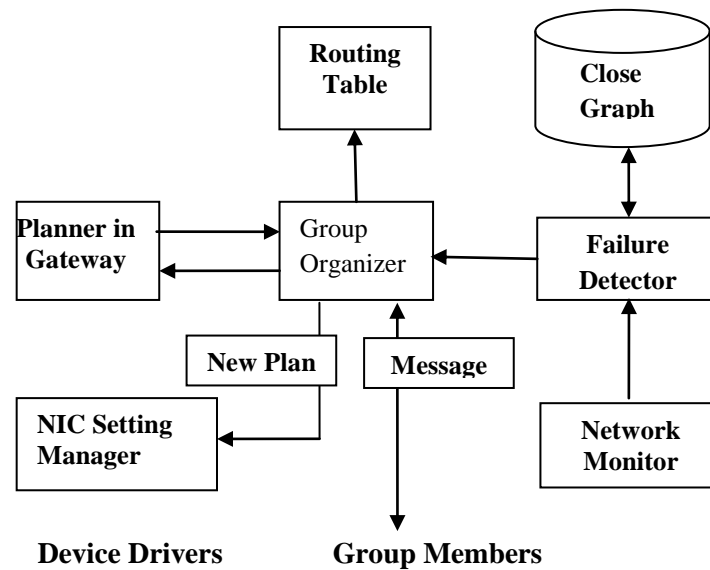 Routing
Table
Close
Graph
Planner in
Gateway
Group
Organizer
Failure
Detector
New Plan
Message
NIC Setting
Manager
Network
Monitor
Device Drivers
Group Members